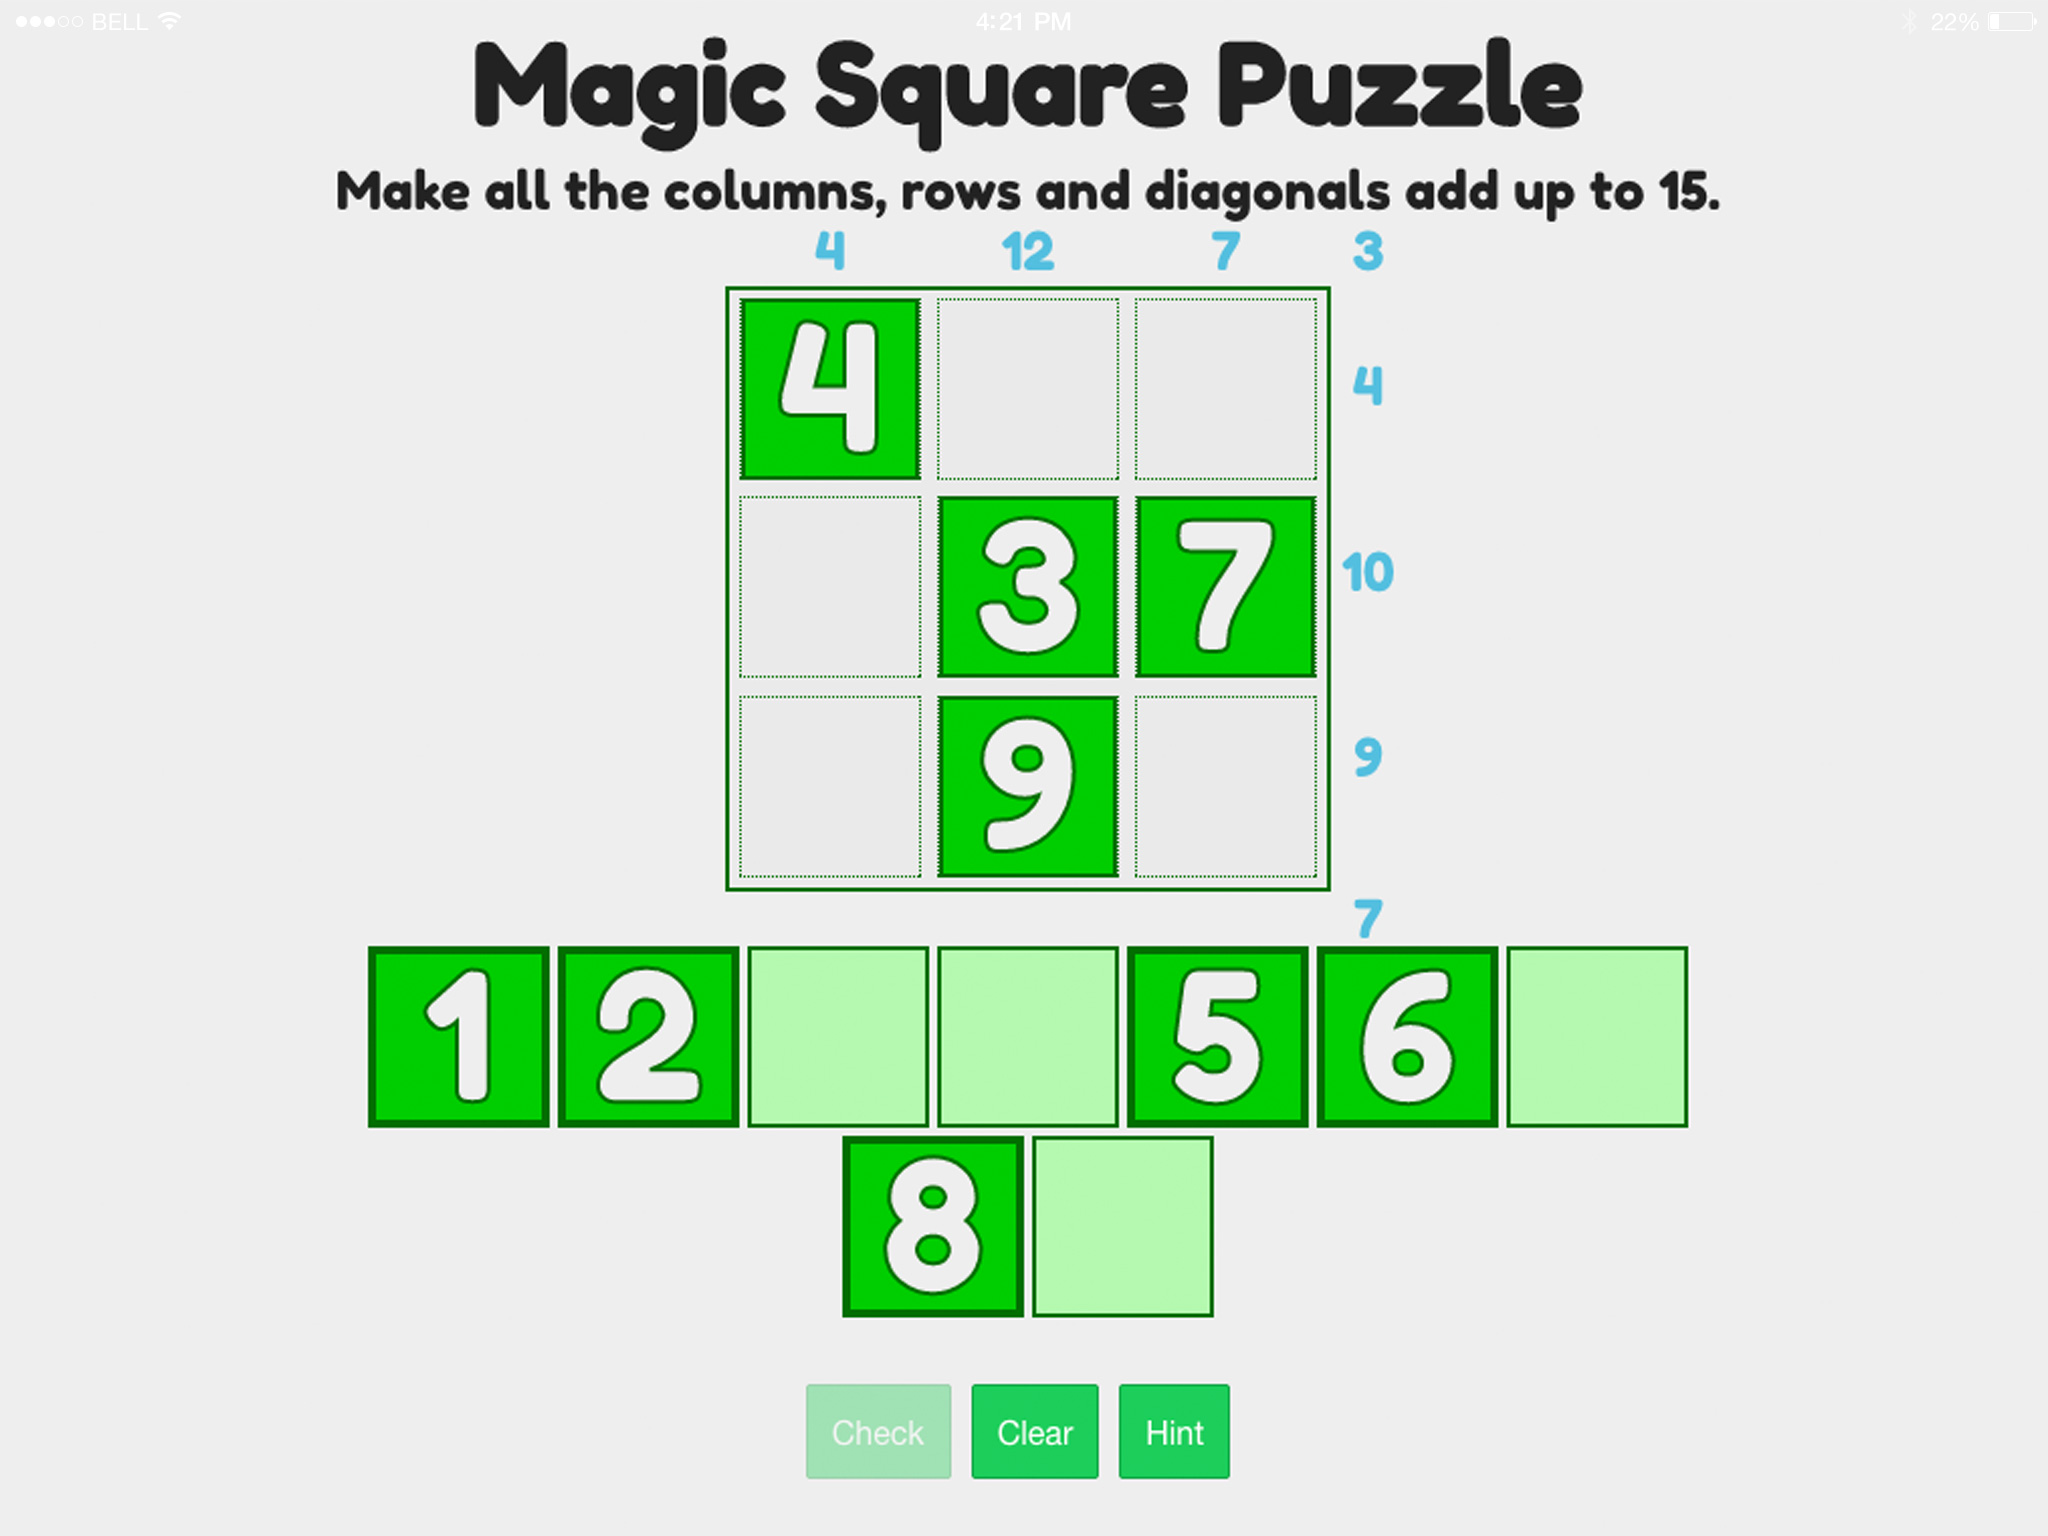 BELL 4:21 PM 22%
Magic Square Puzzle
Make all the columns, rows and diagonals add up to 15.
4 12 7 3
4 4
3 7 10
9 9
7
1 2 5 6
8
Check Clear Hint